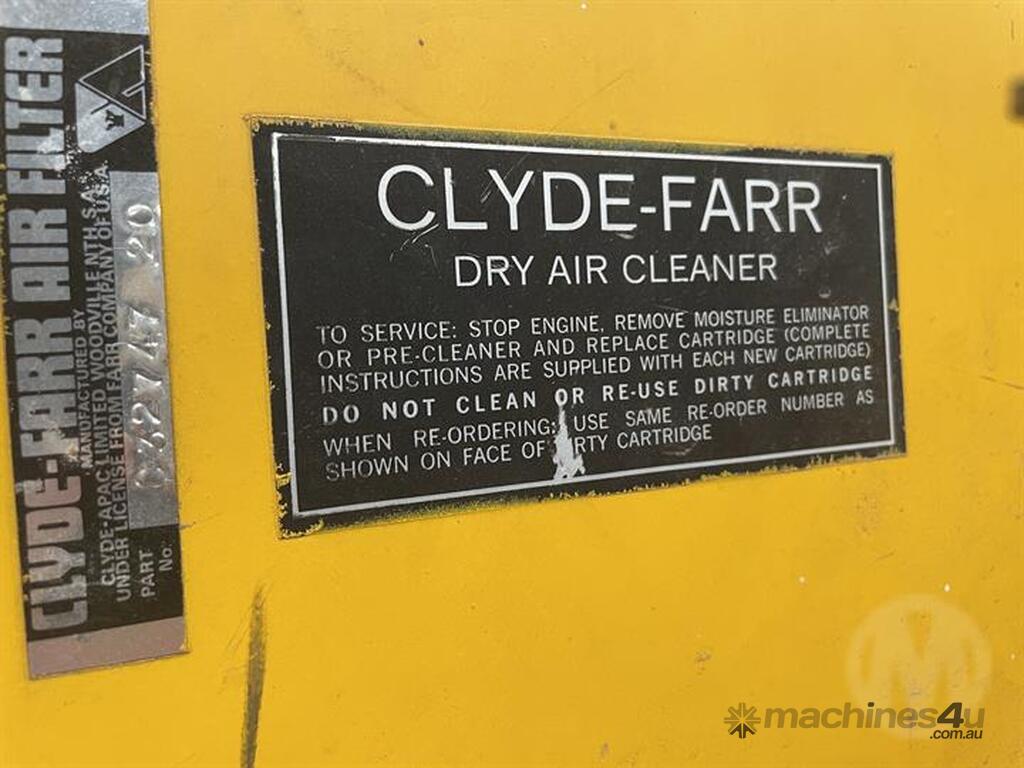 CLYDE-FARR AIR FILTER
MANUFACTURED BY
CLYDE-APAC LIMITED, WOODVILLE NTH. S.A.
UNDER LICENSE FROM FARR COMPANY OF U.S.A.
PART
No.
CLYDE-FARR
DRY AIR CLEANER
TO SERVICE: STOP ENGINE, REMOVE MOISTURE ELIMINATOR
OR PRE-CLEANER AND REPLACE CARTRIDGE (COMPLETE
INSTRUCTIONS ARE SUPPLIED WITH EACH NEW CARTRIDGE)
DO NOT CLEAN OR RE-USE DIRTY CARTRIDGE
WHEN RE-ORDERING: USE SAME RE-ORDER NUMBER AS
SHOWN ON FACE OF DIRTY CARTRIDGE
M
machines4u
.com.au